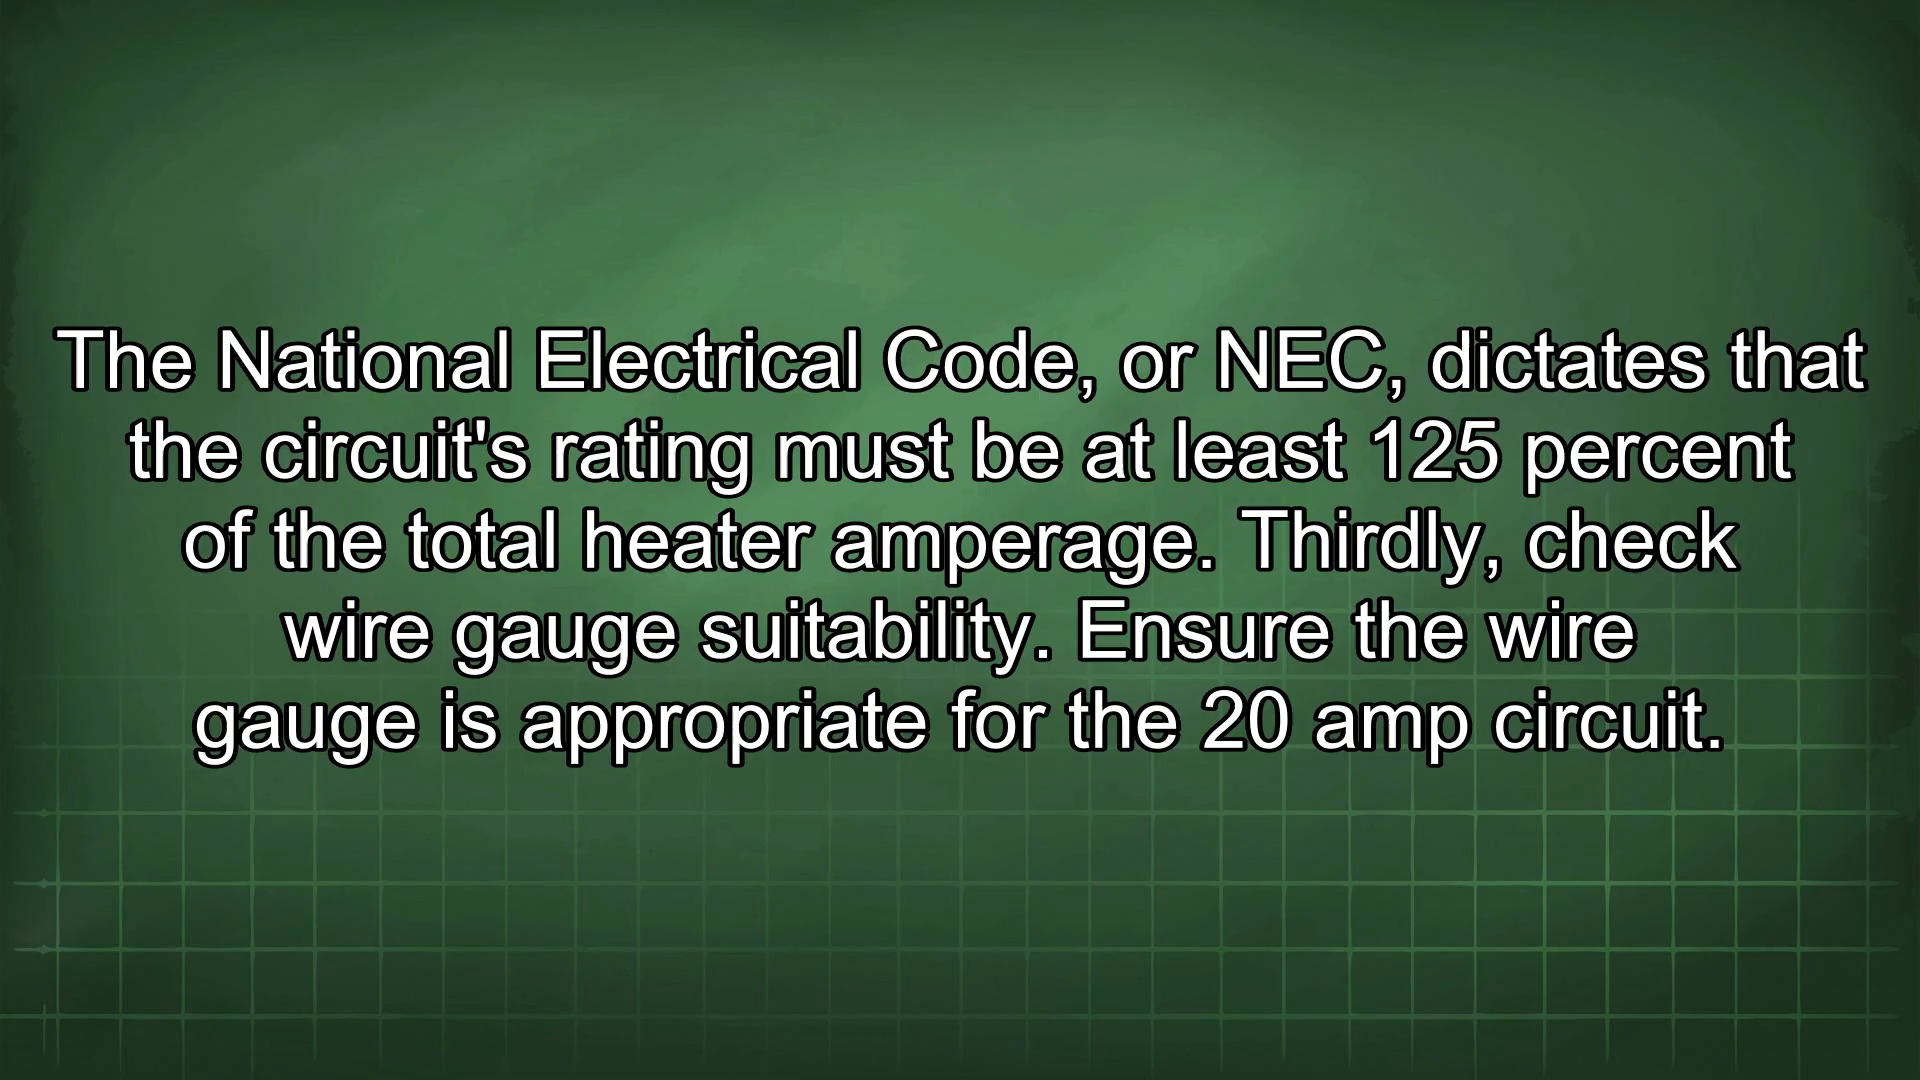 The National Electrical Code, or NEC, dictates that
the circuit's rating must be at least 125 percent
of the total heater amperage. Thirdly, check
wire gauge suitability. Ensure the wire
gauge is appropriate for the 20 amp circuit.